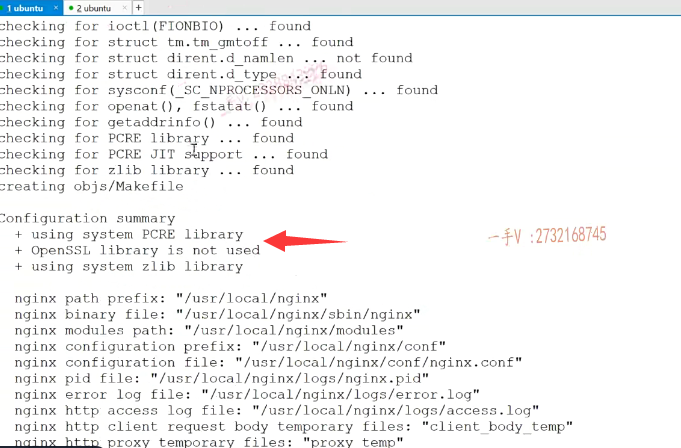 1 ubuntu × 2 ubuntu × +
checking for ioctl(FIONBIO) ... found
checking for struct tm.tm_gmtoff ... found
checking for struct dirent.d_namlen ... not found
checking for struct dirent.d_type ... found
checking for sysconf(_SC_NPROCESSORS_ONLN) ... found
checking for openat(), fstatat() ... found
checking for getaddrinfo() ... found
checking for PCRE library ... found
checking for PCRE JIT support ... found
checking for zlib library ... found
creating objs/Makefile
Configuration summary
+ using system PCRE library
+ OpenSSL library is not used
+ using system zlib library
一手V :2732168745
nginx path prefix: "/usr/local/nginx"
nginx binary file: "/usr/local/nginx/sbin/nginx"
nginx modules path: "/usr/local/nginx/modules"
nginx configuration prefix: "/usr/local/nginx/conf"
nginx configuration file: "/usr/local/nginx/conf/nginx.conf"
nginx pid file: "/usr/local/nginx/logs/nginx.pid"
nginx error log file: "/usr/local/nginx/logs/error.log"
nginx http access log file: "/usr/local/nginx/logs/access.log"
nginx http client request body temporary files: "client_body_temp"
nginx http proxy temporary files: "proxy_temp"